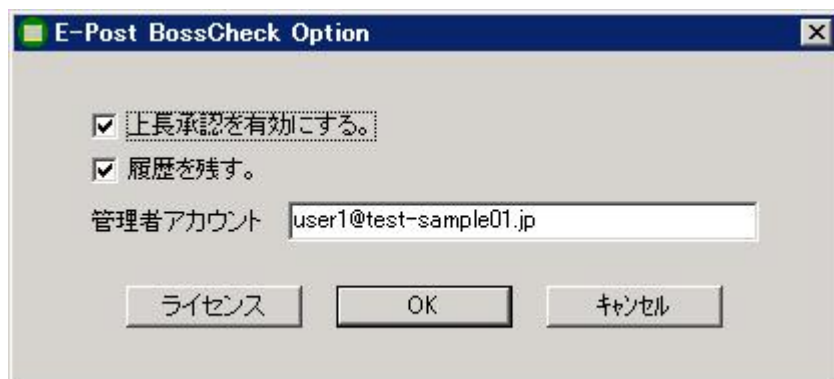 E-Post BossCheck Option
上長承認を有効にする。
履歴を残す。
管理者アカウント user1@test-sample01.jp
ライセンス OK キャンセル